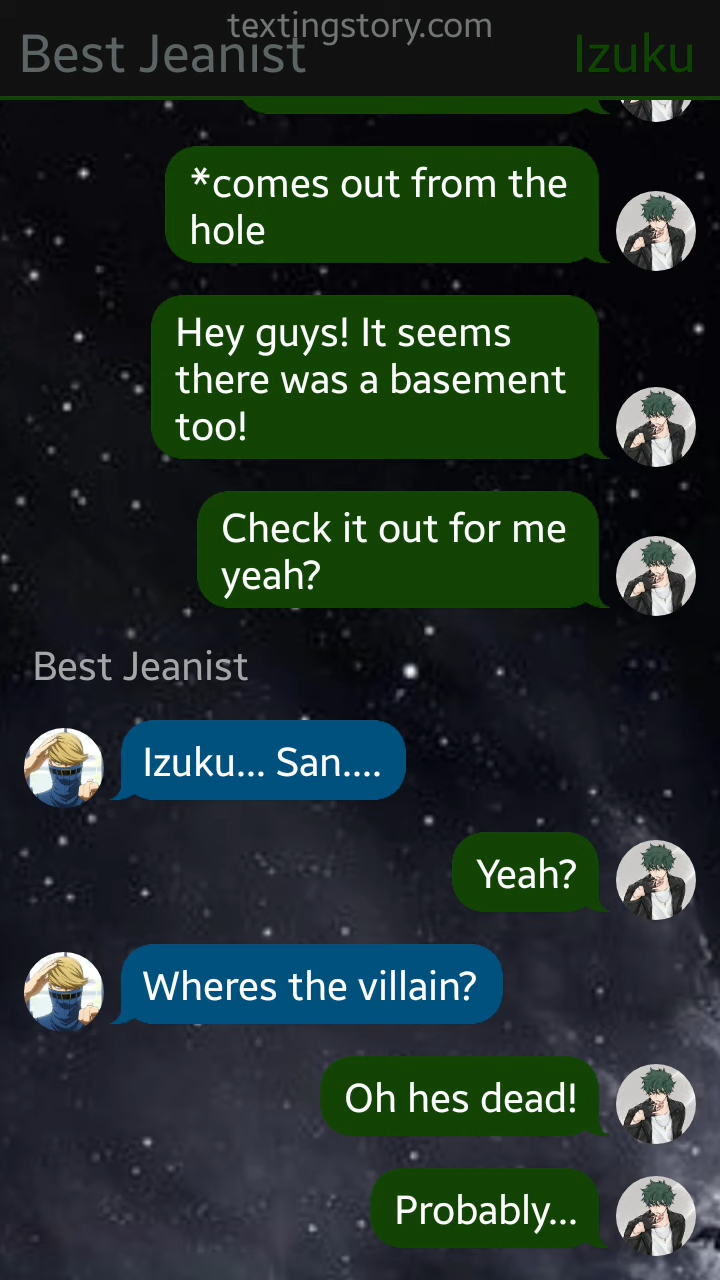 textingstory.com
Best Jeanist
Izuku
*comes out from the
hole
Hey guys! It seems
there was a basement
too!
Check it out for me
yeah?
Best Jeanist
Izuku... San....
Yeah?
Wheres the villain?
Oh hes dead!
Probably...